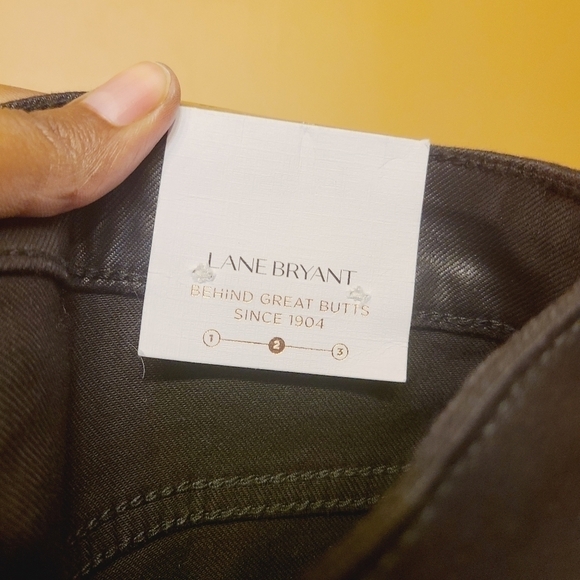 LANE BRYANT
BEHIND GREAT BUTTS
SINCE 1904
1 2 3